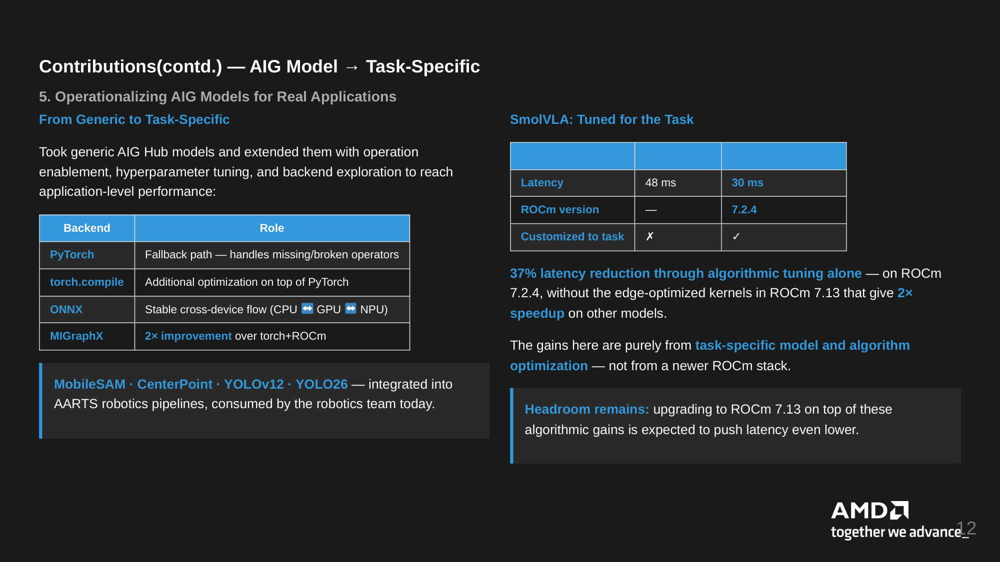 Contributions(contd.) — AIG Model → Task-Specific
5. Operationalizing AIG Models for Real Applications
From Generic to Task-Specific
Took generic AIG Hub models and extended them with operation
enablement, hyperparameter tuning, and backend exploration to reach
application-level performance:
Backend Role
PyTorch Fallback path — handles missing/broken operators
torch.compile Additional optimization on top of PyTorch
ONNX Stable cross-device flow (CPU ↔️ GPU ↔️ NPU)
MIGraphX 2× improvement over torch+ROCm
MobileSAM · CenterPoint · YOLOv12 · YOLO26 — integrated into
AARTS robotics pipelines, consumed by the robotics team today.
SmolVLA: Tuned for the Task
Latency 48 ms 30 ms
ROCm version — 7.2.4
Customized to task ✗ ✓
37% latency reduction through algorithmic tuning alone — on ROCm
7.2.4, without the edge-optimized kernels in ROCm 7.13 that give 2×
speedup on other models.
The gains here are purely from task-specific model and algorithm
optimization — not from a newer ROCm stack.
Headroom remains: upgrading to ROCm 7.13 on top of these
algorithmic gains is expected to push latency even lower.
AMD
together we advance_
12